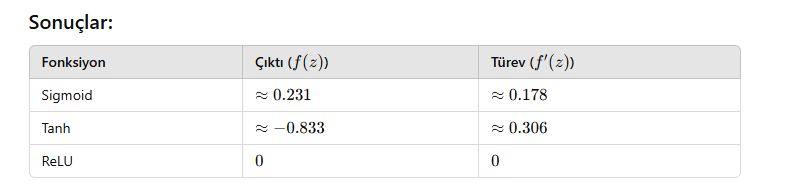 Sonuçlar:
Fonksiyon Çıktı (f(z)) Türev (f′(z))
Sigmoid ≈ 0.231 ≈ 0.178
Tanh ≈ −0.833 ≈ 0.306
ReLU 0 0